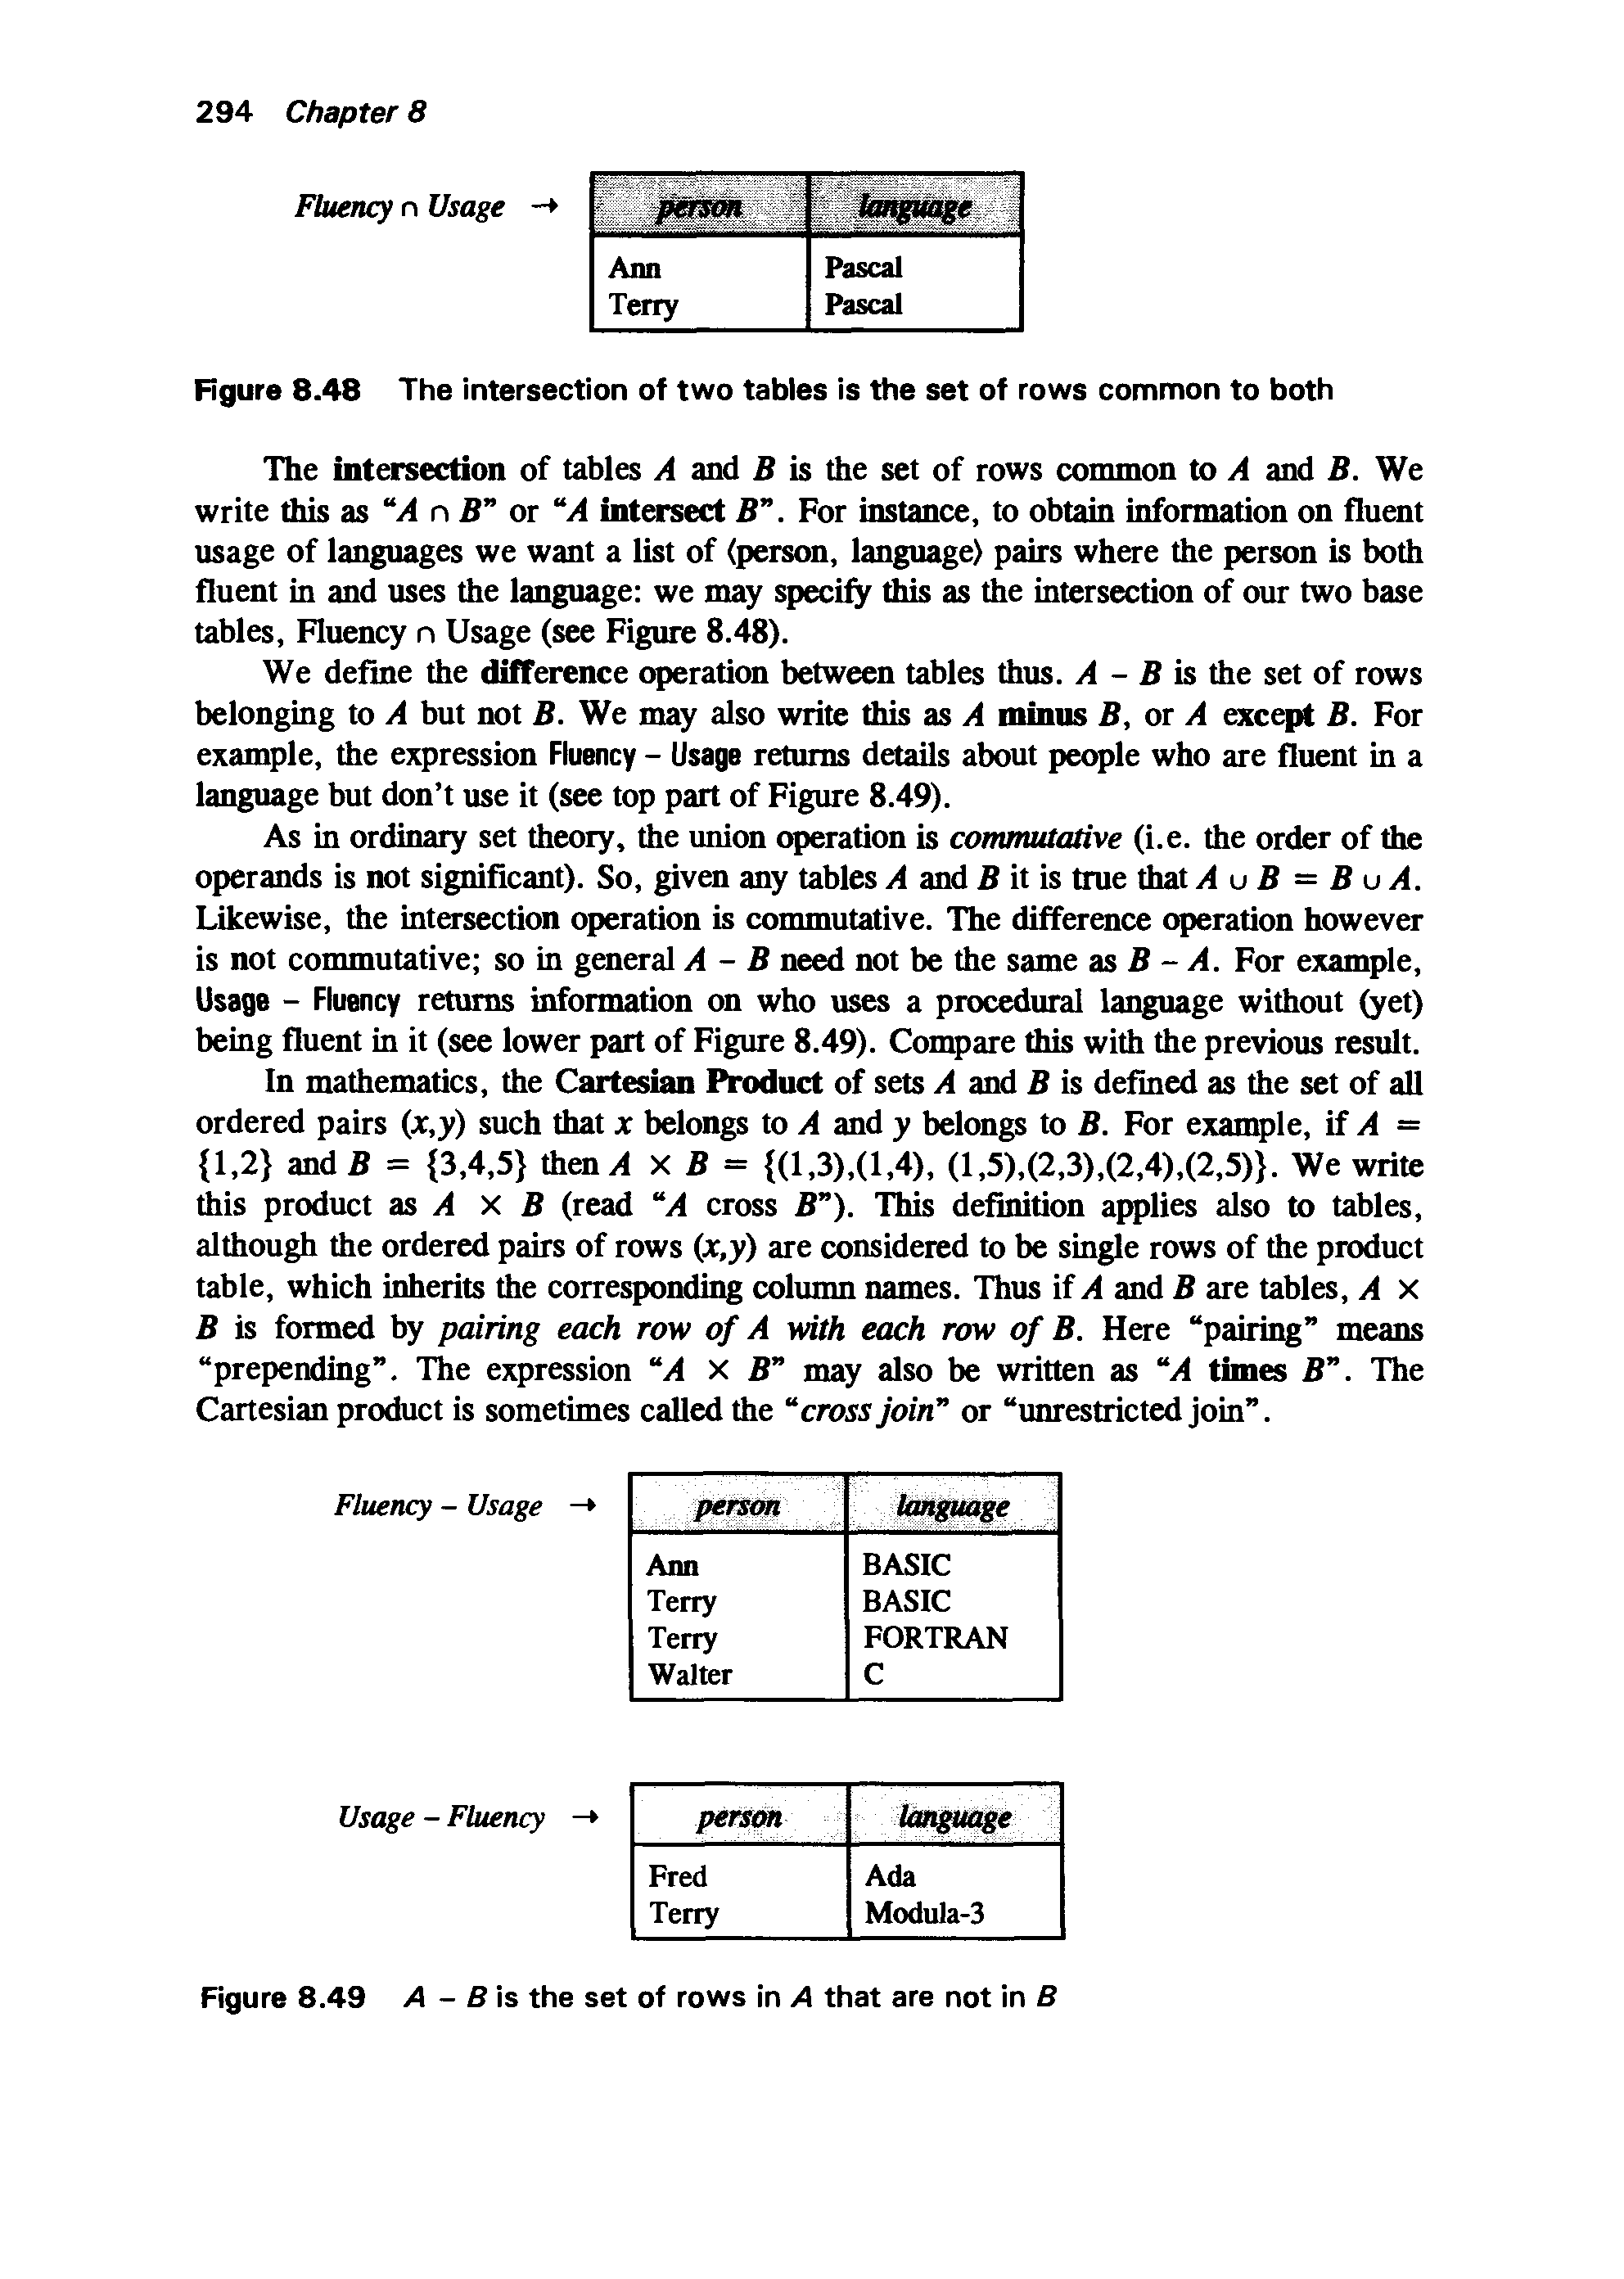 294 Chapter 8
Fluency ∩ Usage → person language
Ann Pascal
Terry Pascal
Figure 8.48 The intersection of two tables is the set of rows common to both
The intersection of tables A and B is the set of rows common to A and B. We
write this as “A ∩ B” or “A intersect B”. For instance, to obtain information on fluent
usage of languages we want a list of (person, language) pairs where the person is both
fluent in and uses the language: we may specify this as the intersection of our two base
tables, Fluency ∩ Usage (see Figure 8.48).
We define the difference operation between tables thus. A – B is the set of rows
belonging to A but not B. We may also write this as A minus B, or A except B. For
example, the expression Fluency – Usage returns details about people who are fluent in a
language but don’t use it (see top part of Figure 8.49).
As in ordinary set theory, the union operation is commutative (i.e. the order of the
operands is not significant). So, given any tables A and B it is true that A ∪ B = B ∪ A.
Likewise, the intersection operation is commutative. The difference operation however
is not commutative; so in general A – B need not be the same as B – A. For example,
Usage – Fluency returns information on who uses a procedural language without (yet)
being fluent in it (see lower part of Figure 8.49). Compare this with the previous result.
In mathematics, the Cartesian Product of sets A and B is defined as the set of all
ordered pairs (x,y) such that x belongs to A and y belongs to B. For example, if A =
{1,2} and B = {3,4,5} then A × B = {(1,3),(1,4), (1,5),(2,3),(2,4),(2,5)}. We write
this product as A × B (read “A cross B”). This definition applies also to tables,
although the ordered pairs of rows (x,y) are considered to be single rows of the product
table, which inherits the corresponding column names. Thus if A and B are tables, A ×
B is formed by pairing each row of A with each row of B. Here “pairing” means
“prepending”. The expression “A × B” may also be written as “A times B”. The
Cartesian product is sometimes called the “cross join” or “unrestricted join”.
Fluency – Usage → person language
Ann BASIC
Terry BASIC
Terry FORTRAN
Walter C
Usage – Fluency → person language
Fred Ada
Terry Modula-3
Figure 8.49 A – B is the set of rows in A that are not in B